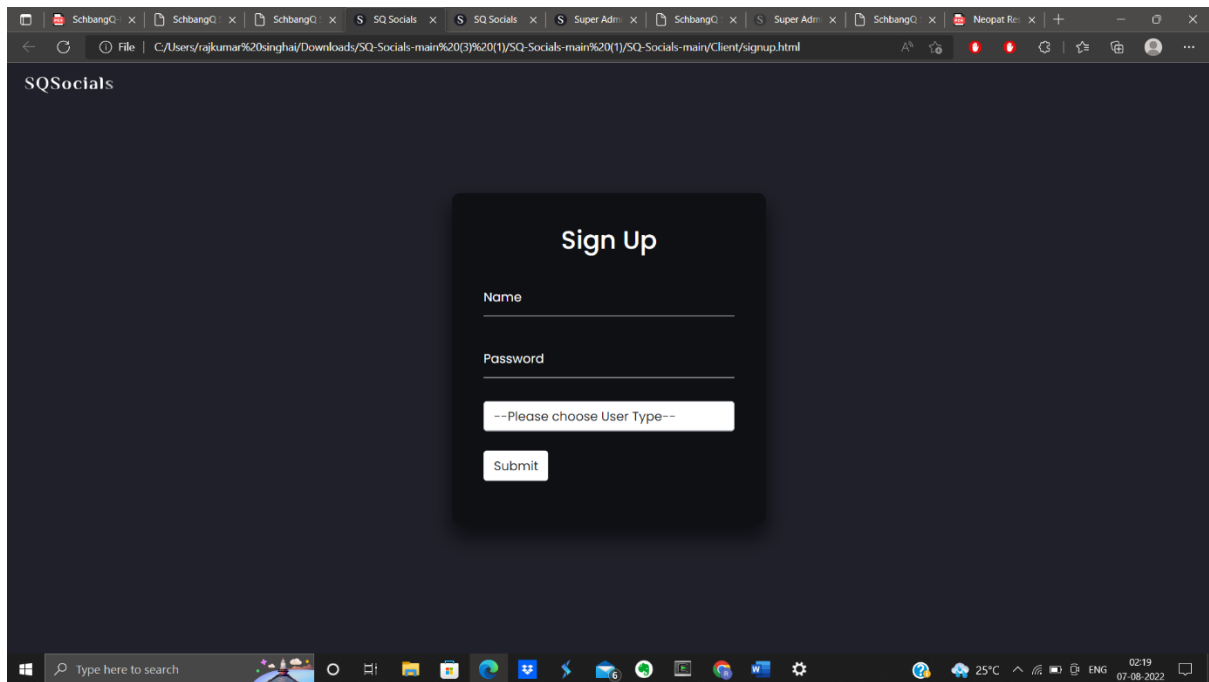 SchbangQ-
SchbangQ
SchbangQ
SQ Socials
SQ Socials
Super Adm
SchbangQ
Super Adm
SchbangQ
Neopat Re
File
C:/Users/rajkumar%20singhai/Downloads/SQ-Socials-main%20(3)%20(1)/SQ-Socials-main%20(1)/SQ-Socials-main/Client/signup.html
SQSocials
Sign Up
Name
Password
--Please choose User Type--
Submit
Type here to search
25°C
ENG
02:19
07-08-2022